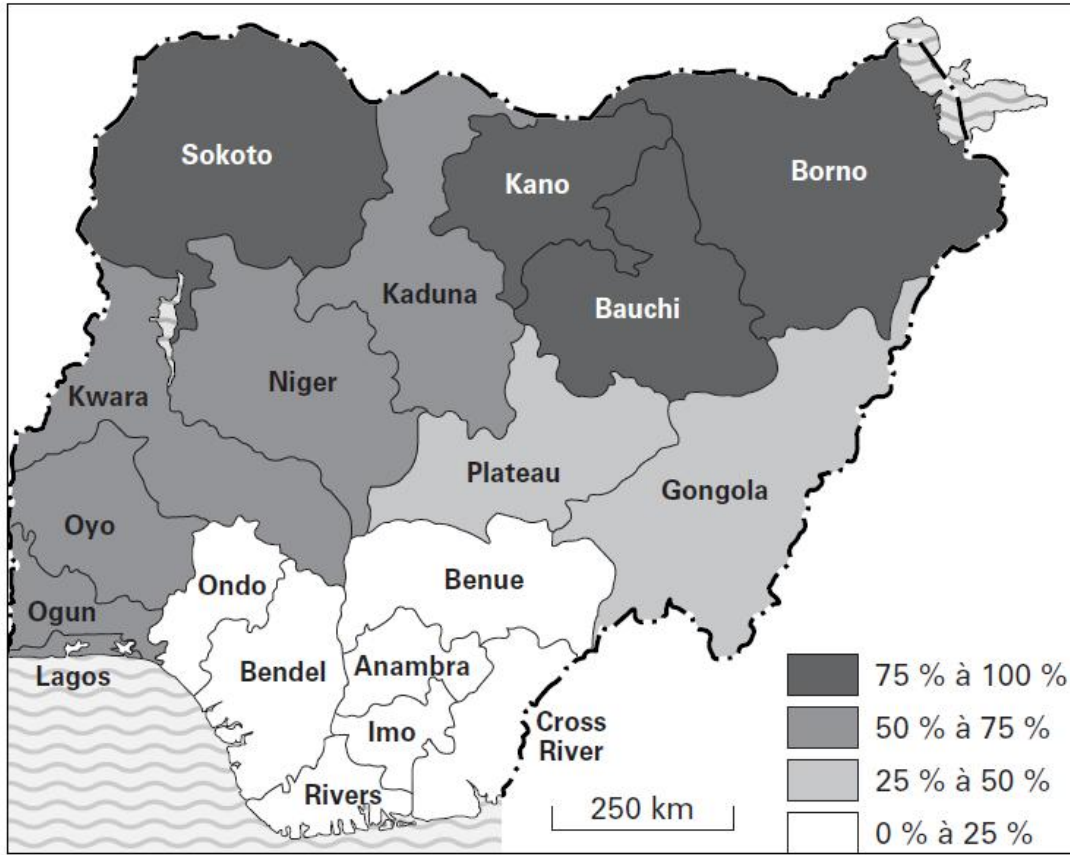 Sokoto
Kano
Borno
Kaduna
Bauchi
Niger
Kwara
Plateau
Gongola
Oyo
Ondo
Benue
Ogun
Anambra
Bendel
Lagos
Imo
Cross
River
Rivers
250 km
75 % à 100 %
50 % à 75 %
25 % à 50 %
0 % à 25 %